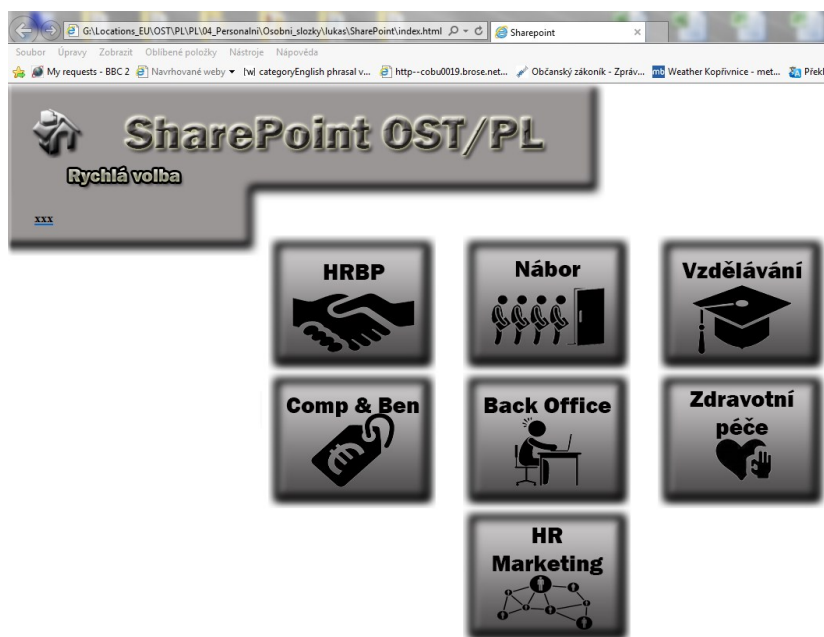 G:\Locations_EU\OST\PL\PL\04_Personalni\Osobni_slozky\lukas\SharePoint\index.html
Sharepoint
Soubor Úpravy Zobrazit Oblíbené položky Nástroje Nápověda
My requests - BBC 2 Navrhované weby |w| categoryEnglish phrasal v... http--cobu0019.brose.net... Občanský zákoník - Zpráv... mb Weather Kopřivnice - met... Překl
SharePoint OST/PL
Rychlá volba
xxx
HRBP
Nábor
Vzdělávání
Comp & Ben
Back Office
Zdravotní
péče
HR
Marketing